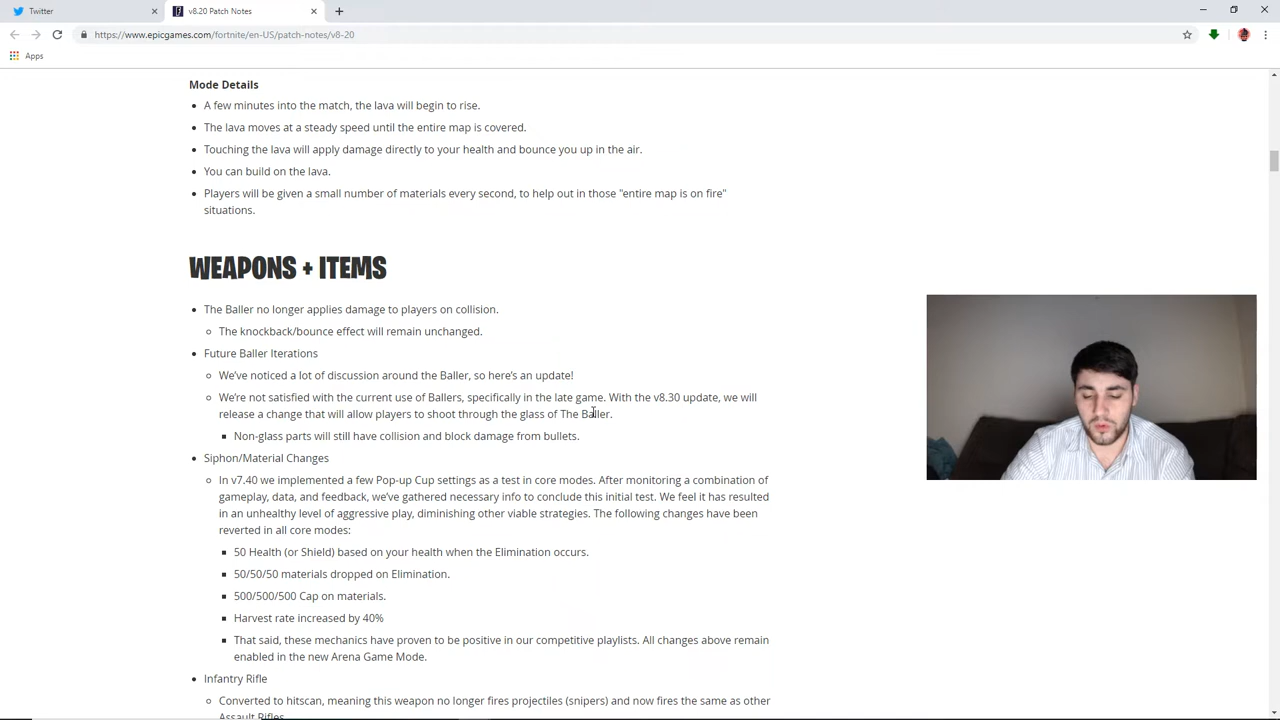 Twitter
v8.20 Patch Notes
https://www.epicgames.com/fortnite/en-US/patch-notes/v8-20
Apps
Mode Details
A few minutes into the match, the lava will begin to rise.
The lava moves at a steady speed until the entire map is covered.
Touching the lava will apply damage directly to your health and bounce you up in the air.
You can build on the lava.
Players will be given a small number of materials every second, to help out in those "entire map is on fire"
situations.
WEAPONS + ITEMS
The Baller no longer applies damage to players on collision.
The knockback/bounce effect will remain unchanged.
Future Baller Iterations
We've noticed a lot of discussion around the Baller, so here's an update!
We're not satisfied with the current use of Ballers, specifically in the late game. With the v8.30 update, we will
release a change that will allow players to shoot through the glass of The Baller.
Non-glass parts will still have collision and block damage from bullets.
Siphon/Material Changes
In v7.40 we implemented a few Pop-up Cup settings as a test in core modes. After monitoring a combination of
gameplay, data, and feedback, we've gathered necessary info to conclude this initial test. We feel it has resulted
in an unhealthy level of aggressive play, diminishing other viable strategies. The following changes have been
reverted in all core modes:
50 Health (or Shield) based on your health when the Elimination occurs.
50/50/50 materials dropped on Elimination.
500/500/500 Cap on materials.
Harvest rate increased by 40%
That said, these mechanics have proven to be positive in our competitive playlists. All changes above remain
enabled in the new Arena Game Mode.
Infantry Rifle
Converted to hitscan, meaning this weapon no longer fires projectiles (snipers) and now fires the same as other
Assault Rifles.